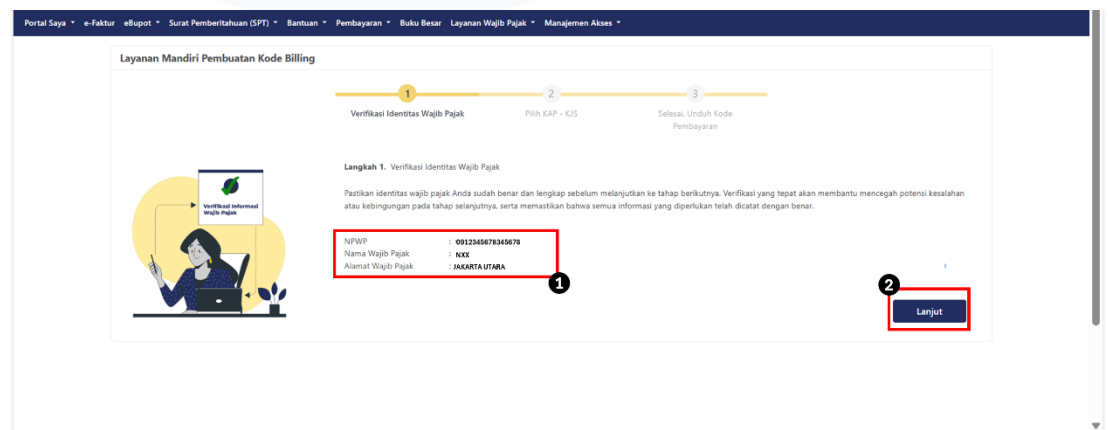 Portal Saya e-Faktur eBupot Surat Pemberitahuan (SPT) Bantuan Pembayaran Buku Besar Layanan Wajib Pajak Manajemen Akses
Layanan Mandiri Pembuatan Kode Billing
1 2 3
Verifikasi Identitas Wajib Pajak Pilih KAP - KJS Selesai, Unduh Kode
Pembayaran
Langkah 1. Verifikasi Identitas Wajib Pajak
Pastikan identitas wajib pajak Anda sudah benar dan lengkap sebelum melanjutkan ke tahap berikutnya. Verifikasi yang tepat akan membantu mencegah potensi kesalahan
atau kebingungan pada tahap selanjutnya, serta memastikan bahwa semua informasi yang diperlukan telah dicatat dengan benar.
Verifikasi Informasi
Wajib Pajak
NPWP : 0912345678345678
Nama Wajib Pajak : NXX
Alamat Wajib Pajak : JAKARTA UTARA
1
2
Lanjut